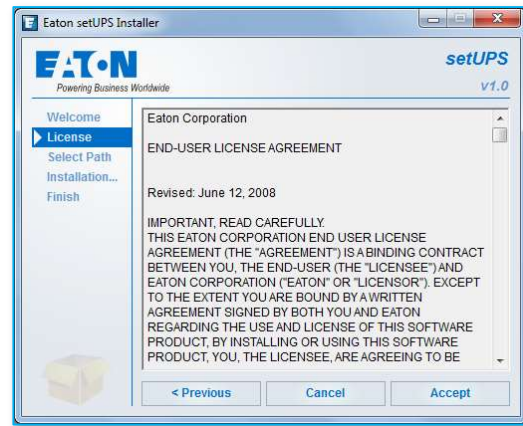 Eaton setUPS Installer
EATON
Powering Business Worldwide
setUPS
v1.0
Welcome
License
Select Path
Installation...
Finish
Eaton Corporation
END-USER LICENSE AGREEMENT
Revised: June 12, 2008
IMPORTANT, READ CAREFULLY.
THIS EATON CORPORATION END USER LICENSE
AGREEMENT (THE "AGREEMENT") IS A BINDING CONTRACT
BETWEEN YOU, THE END-USER (THE "LICENSEE") AND
EATON CORPORATION ("EATON" OR "LICENSOR"). EXCEPT
TO THE EXTENT YOU ARE BOUND BY A WRITTEN
AGREEMENT SIGNED BY BOTH YOU AND EATON
REGARDING THE USE AND LICENSE OF THIS SOFTWARE
PRODUCT, BY INSTALLING OR USING THIS SOFTWARE
PRODUCT, YOU, THE LICENSEE, ARE AGREEING TO BE
< Previous
Cancel
Accept